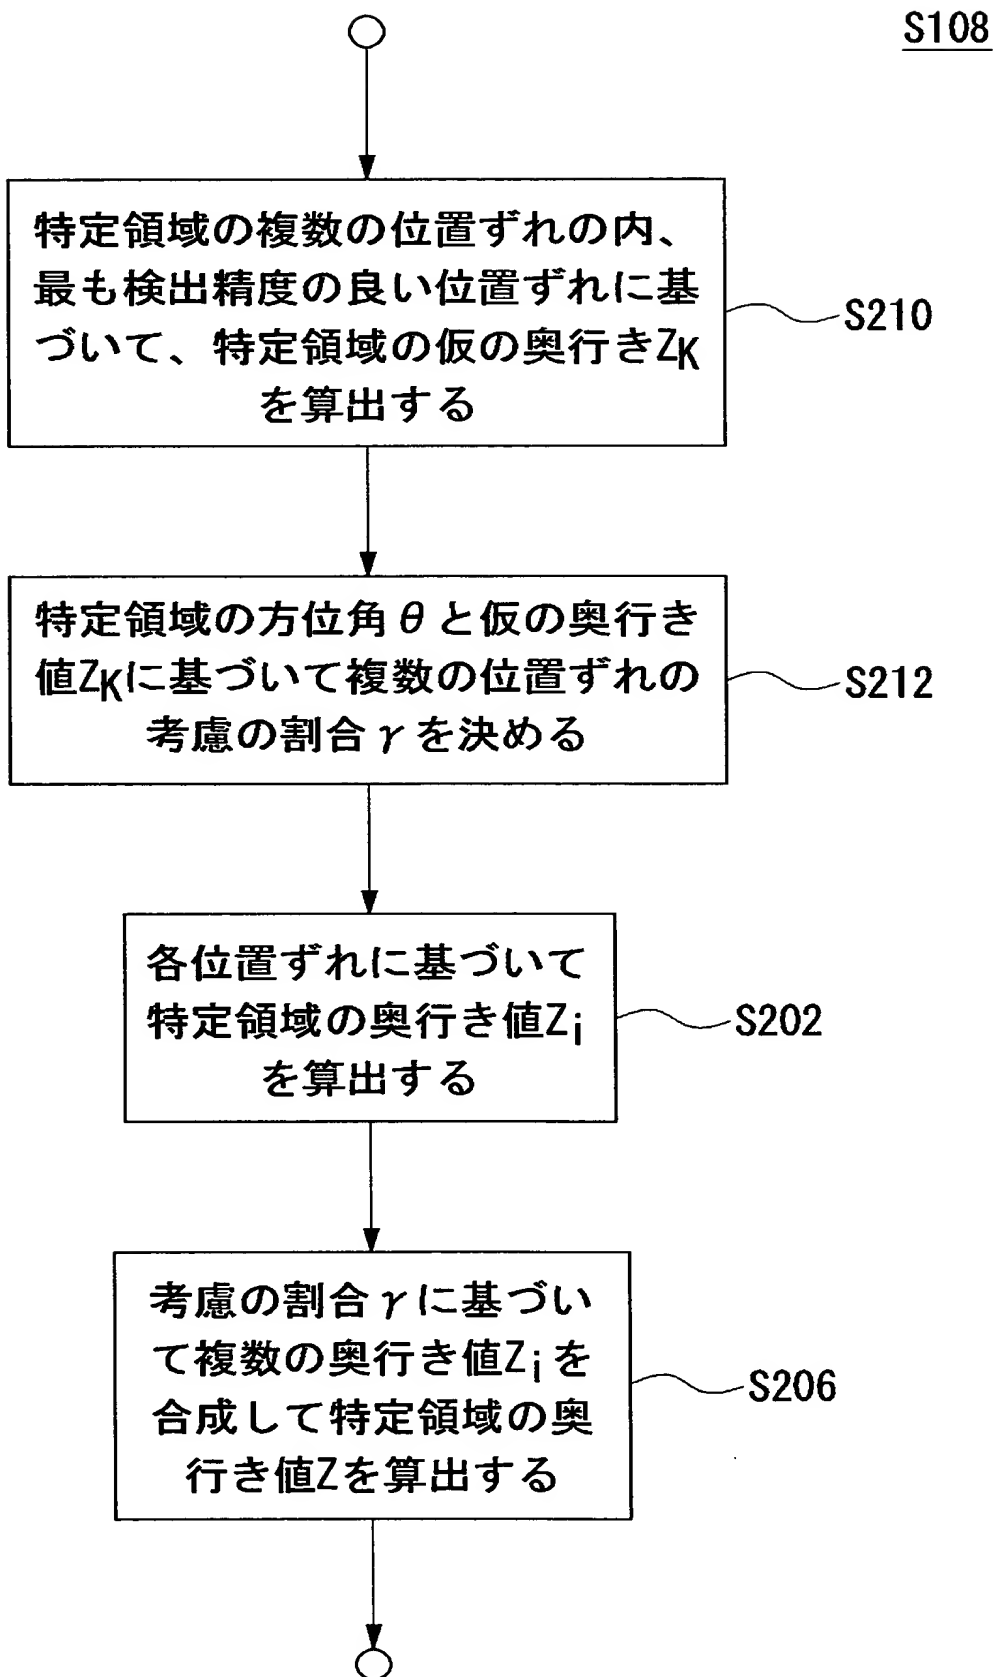 S108
特定領域の複数の位置ずれの内、
最も検出精度の良い位置ずれに基
づいて、特定領域の仮の奥行きZK
を算出する
S210
特定領域の方位角θと仮の奥行き
値ZKに基づいて複数の位置ずれの
考慮の割合γを決める
S212
各位置ずれに基づいて
特定領域の奥行き値Zi
を算出する
S202
考慮の割合γに基づい
て複数の奥行き値Ziを
合成して特定領域の奥
行き値Zを算出する
S206